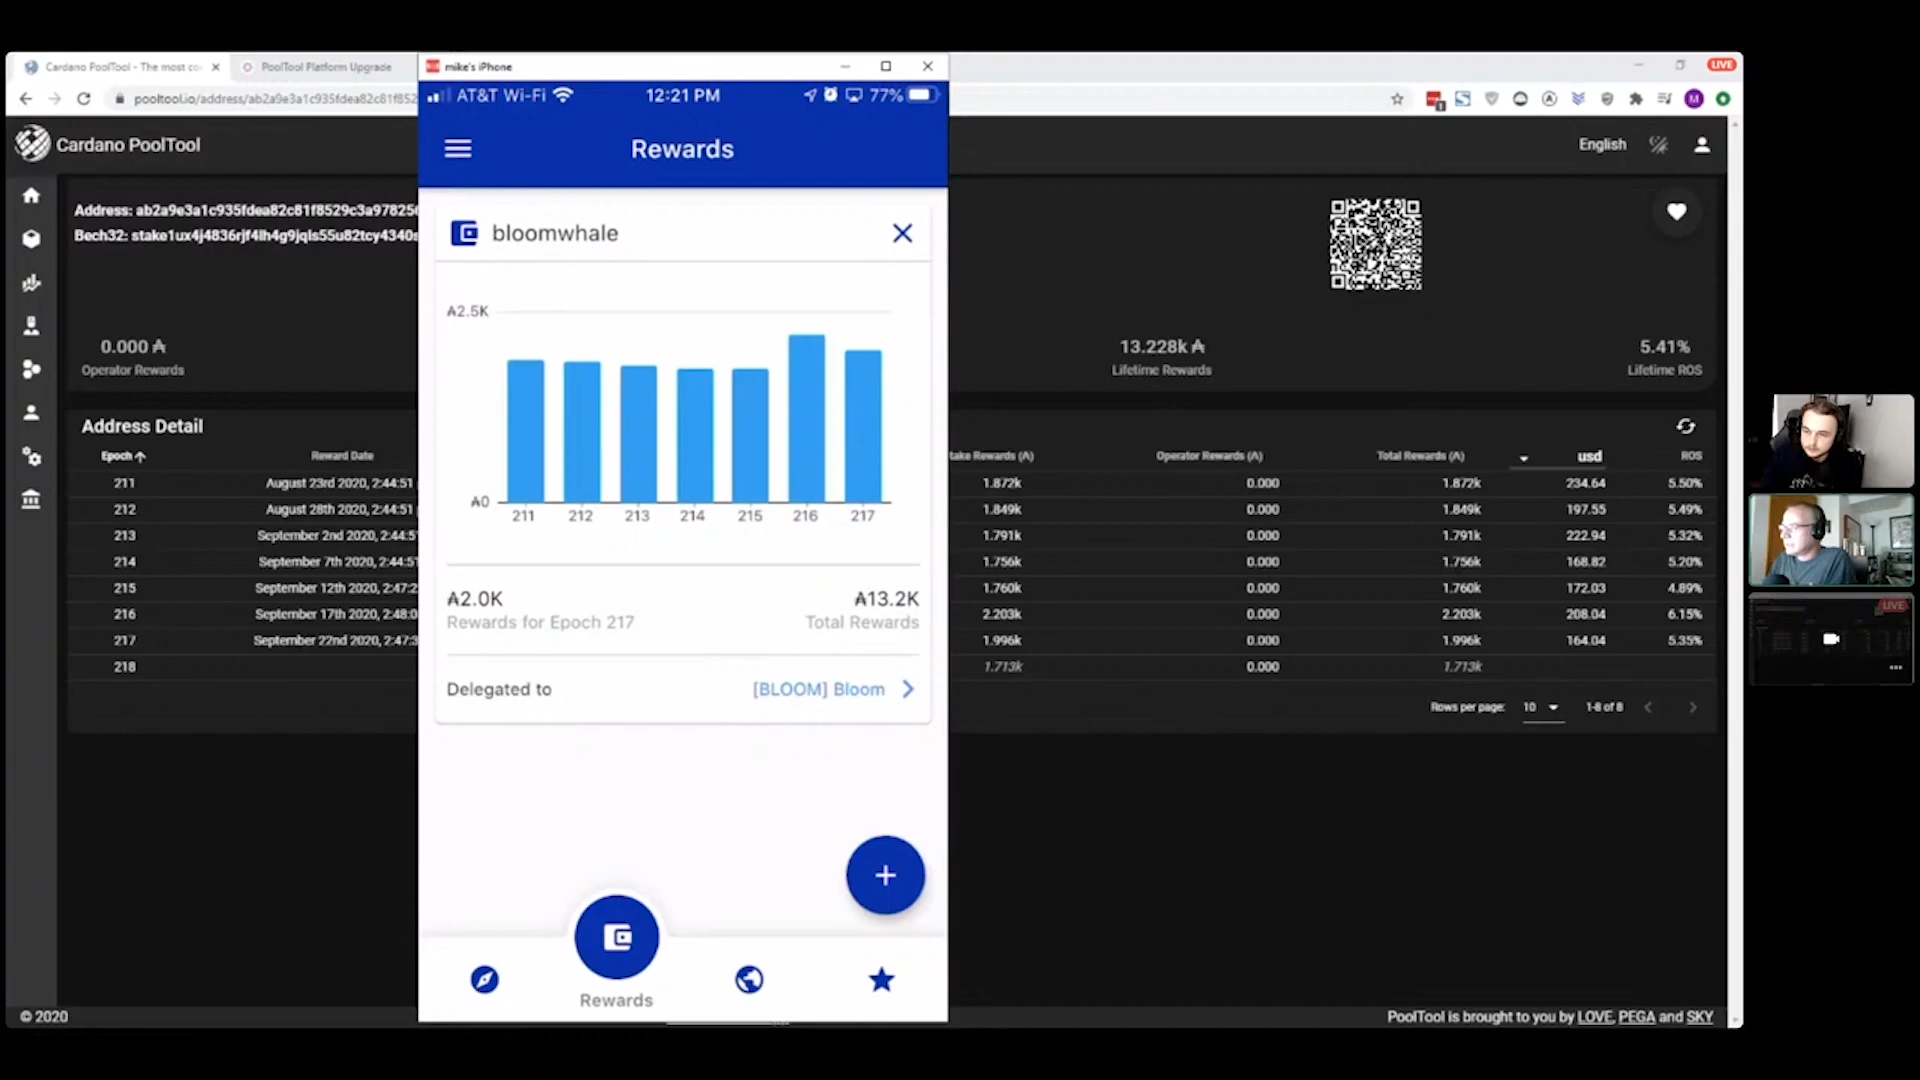 Cardano PoolTool - The most co
PoolTool Platform Upgrade
mike's iPhone
LIVE
pooltool.io/address/ab2a9e3a1c935fdea82c81f852
AT&T Wi-Fi
12:21 PM
77%
Cardano PoolTool
Rewards
English
Address: ab2a9e3a1c935fdea82c81f8529c3a97825
Bech32: stake1ux4j4836rjf4lh4g9jqls55u82tcy4340s
bloomwhale
0.000 ₳
Operator Rewards
13.228k ₳
Lifetime Rewards
5.41%
Lifetime ROS
₳2.5K
₳0
211 212 213 214 215 216 217
₳2.0K
Rewards for Epoch 217
₳13.2K
Total Rewards
Delegated to
[BLOOM] Bloom
Address Detail
Epoch Reward Date take Rewards (₳) Operator Rewards (₳) Total Rewards (₳) usd ROS
211 August 23rd 2020, 2:44:51 1.872k 0.000 1.872k 234.64 5.50%
212 August 28th 2020, 2:44:51 1.849k 0.000 1.849k 197.55 5.49%
213 September 2nd 2020, 2:44:5 1.791k 0.000 1.791k 222.94 5.32%
214 September 7th 2020, 2:44:5 1.756k 0.000 1.756k 168.82 5.20%
215 September 12th 2020, 2:47:2 1.760k 0.000 1.760k 172.03 4.89%
216 September 17th 2020, 2:48:0 2.203k 0.000 2.203k 208.04 6.15%
217 September 22nd 2020, 2:47:3 1.996k 0.000 1.996k 164.04 5.35%
218 1.713k 0.000 1.713k
Rows per page: 10 1-8 of 8
Rewards
LIVE
© 2020
PoolTool is brought to you by LOVE, PEGA and SKY